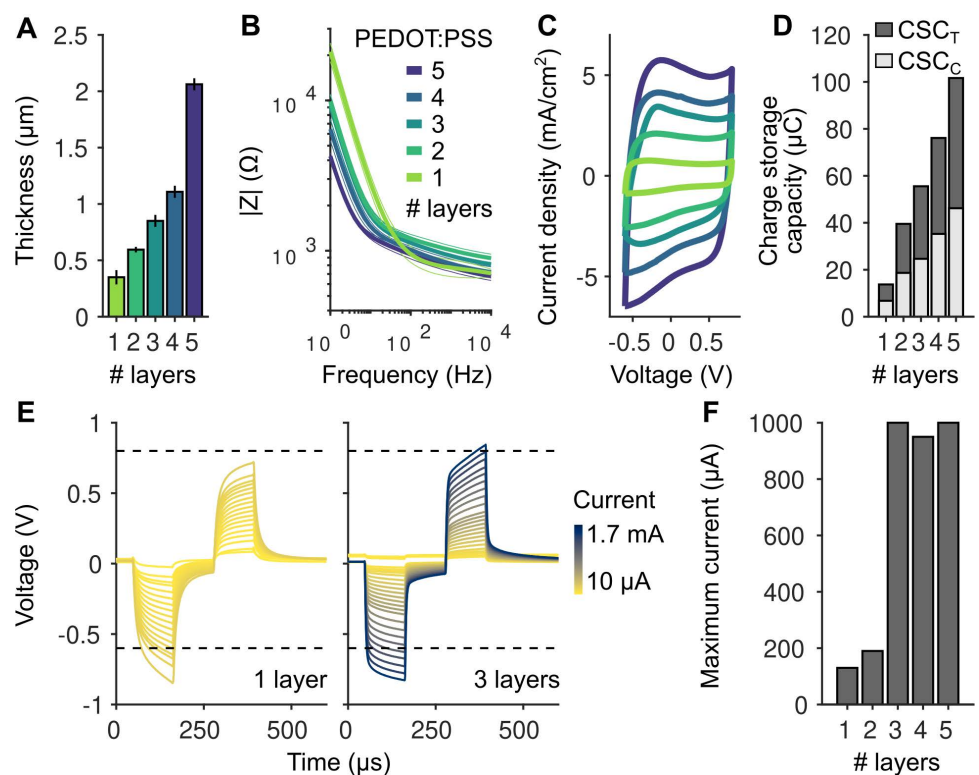 A
Thickness (µm)
2.5
2
1.5
1
0.5
0
1 2 3 4 5
# layers
B
PEDOT:PSS
5
4
3
2
1
# layers
|Z| (Ω)
10 4
10 3
10 0
10 2
10 4
Frequency (Hz)
C
Current density (mA/cm2)
5
0
-5
-0.5 0 0.5
Voltage (V)
D
CSCT
CSCC
Charge storage
capacity (µC)
120
100
80
60
40
20
0
1 2 3 4 5
# layers
E
Voltage (V)
1
0.5
0
-0.5
-1
1 layer
3 layers
0 250 500
0 250 500
Time (µs)
Current
1.7 mA
10 µA
F
Maximum current (µA)
1000
800
600
400
200
0
1 2 3 4 5
# layers